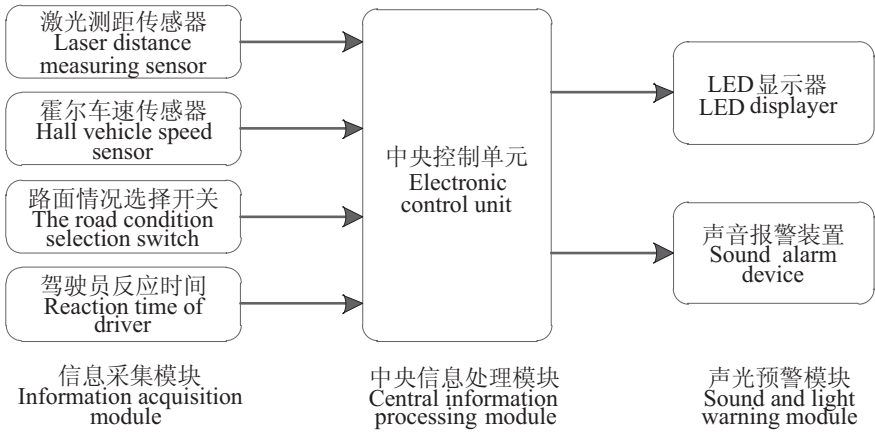 激光测距传感器
Laser distance
measuring sensor
霍尔车速传感器
Hall vehicle speed
sensor
路面情况选择开关
The road condition
selection switch
驾驶员反应时间
Reaction time of
driver
信息采集模块
Information acquisition
module
中央控制单元
Electronic
control unit
中央信息处理模块
Central information
processing module
LED显示器
LED displayer
声音报警装置
Sound alarm
device
声光预警模块
Sound and light
warning module